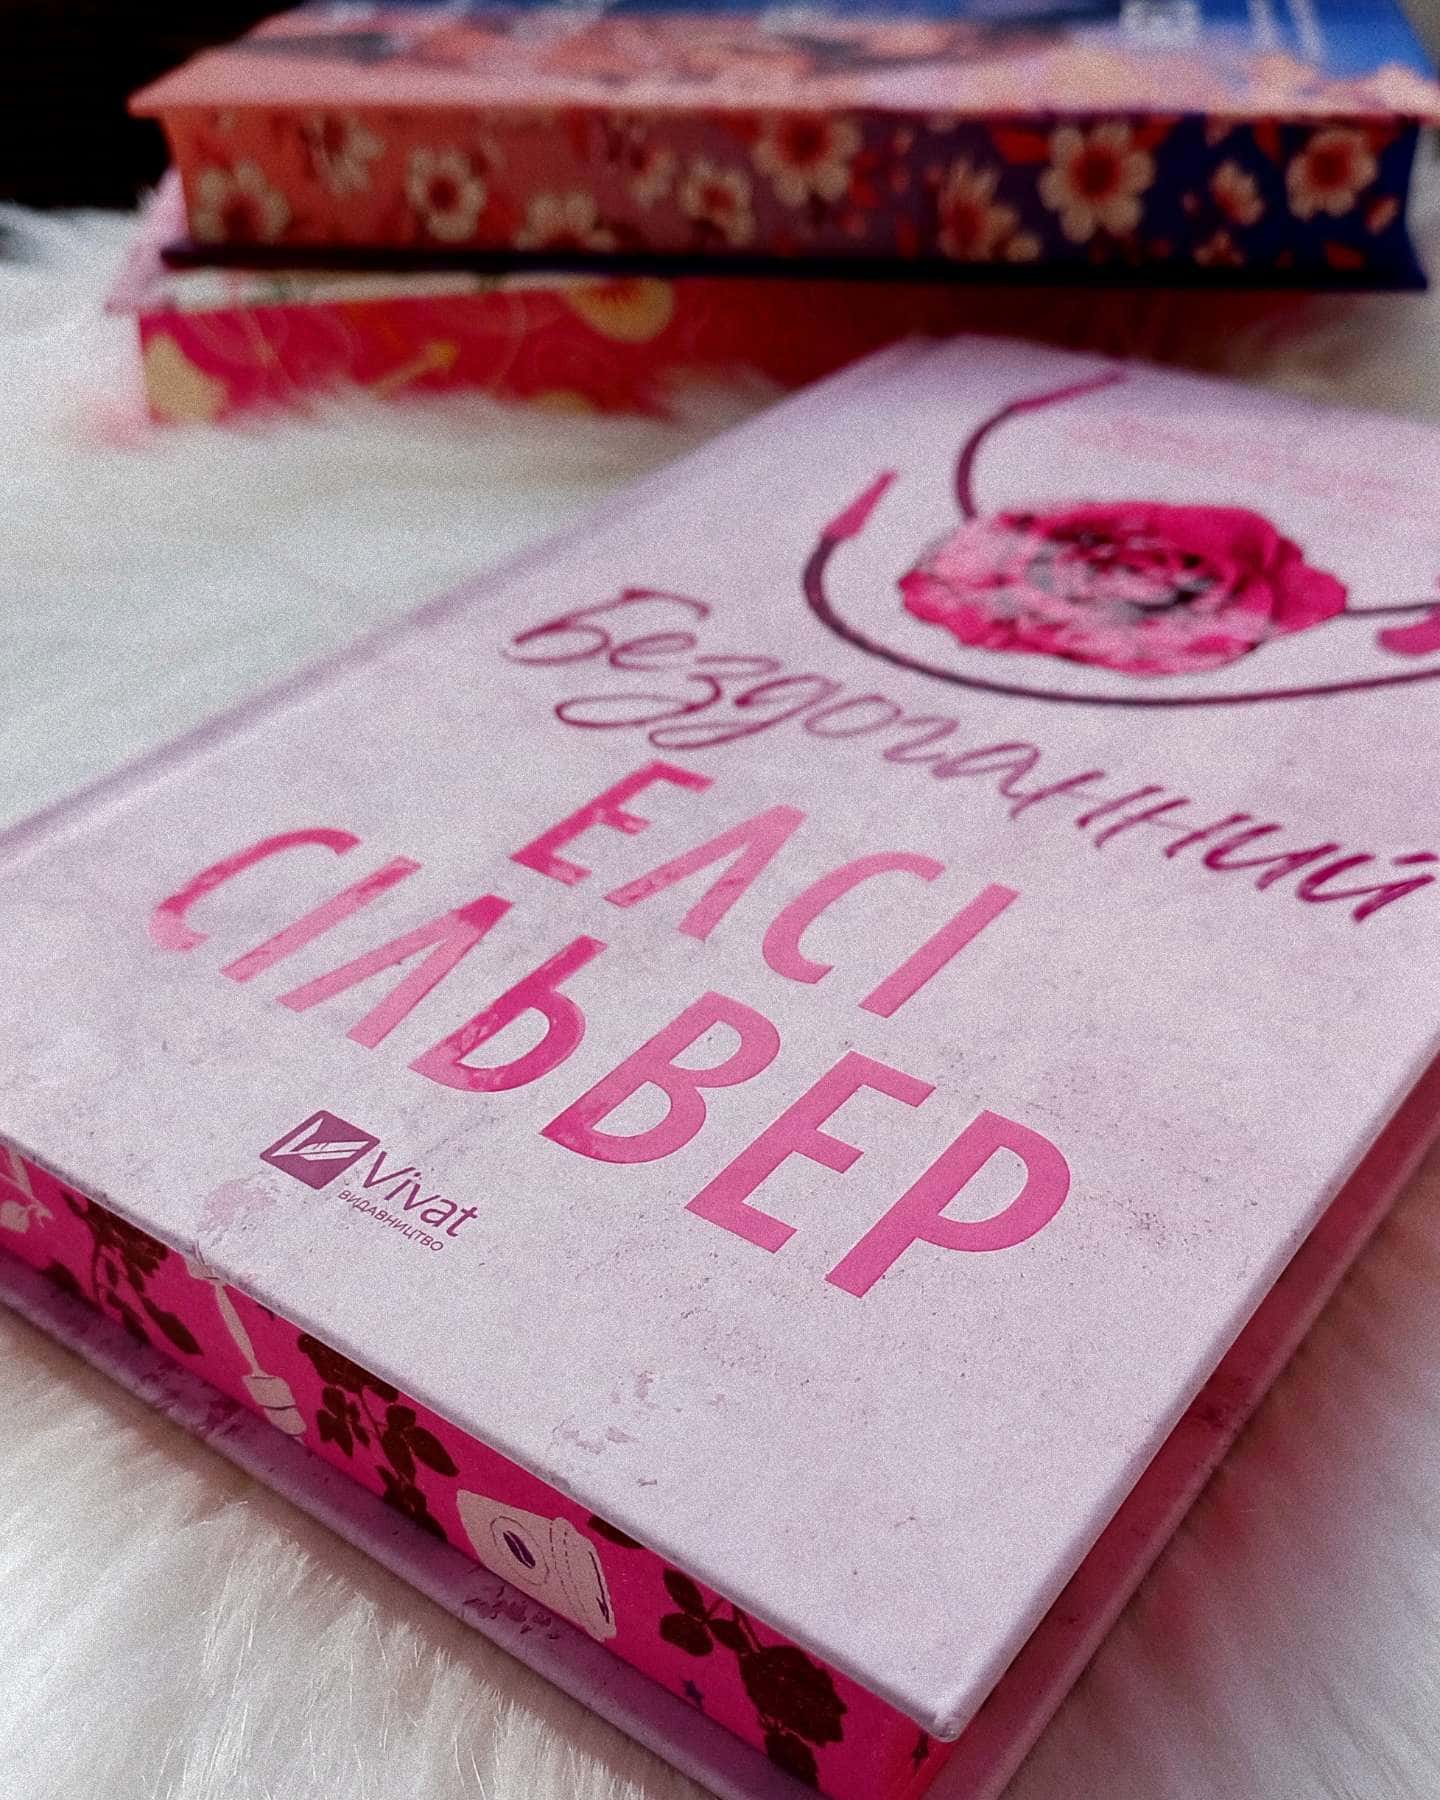 Бездоганний
ЕЛСІ
СІЛЬВЕР
Vivat
ВИДАВНИЦТВО